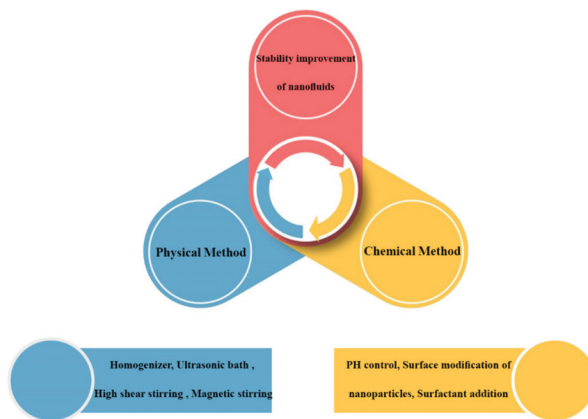 Stability improvement
of nanofluids
Physical Method
Chemical Method
Homogenizer, Ultrasonic bath ,
High shear stirring , Magnetic stirring
PH control, Surface modification of
nanoparticles, Surfactant addition